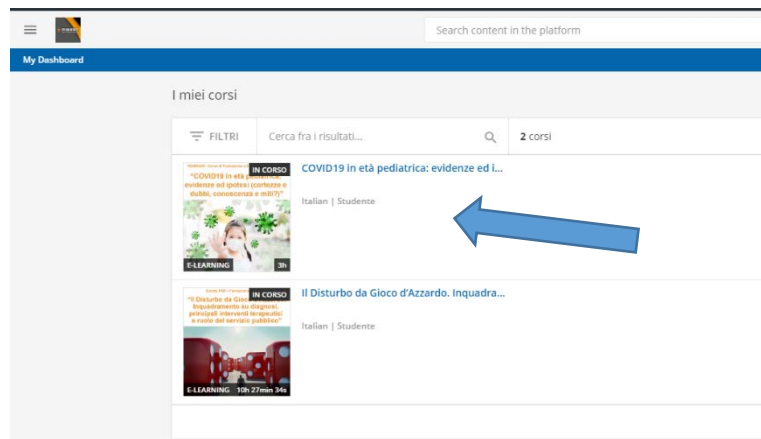 Search content in the platform
My Dashboard
I miei corsi
FILTRI
Cerca fra i risultati...
2 corsi
IN CORSO
"COVID19 in età
evidenze ed ipotesi (certezze e
dubbi, conoscenza e miti?)"
E-LEARNING
3h
COVID19 in età pediatrica: evidenze ed i...
Italian | Studente
IN CORSO
"Il Disturbo da Gioco
Inquadramento su diagnosi,
principali interventi terapeutici
e ruolo del servizio pubblico"
E-LEARNING 10h 27min 34s
Il Disturbo da Gioco d'Azzardo. Inquadra...
Italian | Studente